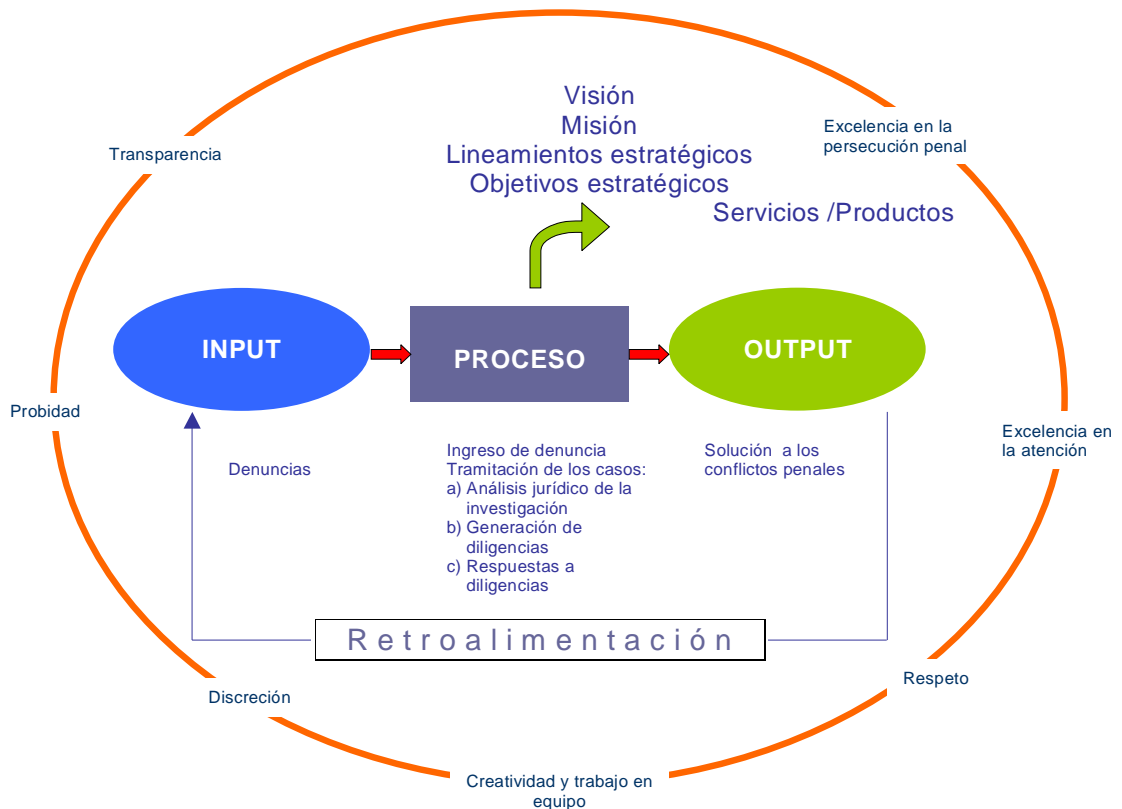 Visión
Misión
Lineamientos estratégicos
Objetivos estratégicos
Servicios /Productos
Excelencia en la
persecución penal
Transparencia
INPUT
PROCESO
OUTPUT
Probidad
Excelencia en
la atención
Denuncias
Ingreso de denuncia
Tramitación de los casos:
a) Análisis jurídico de la
investigación
b) Generación de
diligencias
c) Respuestas a
diligencias
Solución a los
conflictos penales
Retroalimentación
Respeto
Discreción
Creatividad y trabajo en
equipo